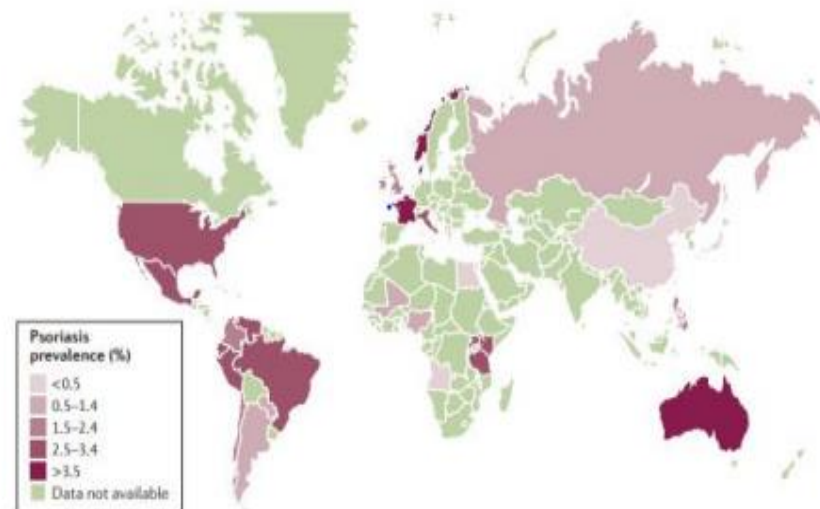 Psoriasis
prevalence (%)
<0.5
0.5–1.4
1.5–2.4
2.5–3.4
>3.5
Data not available